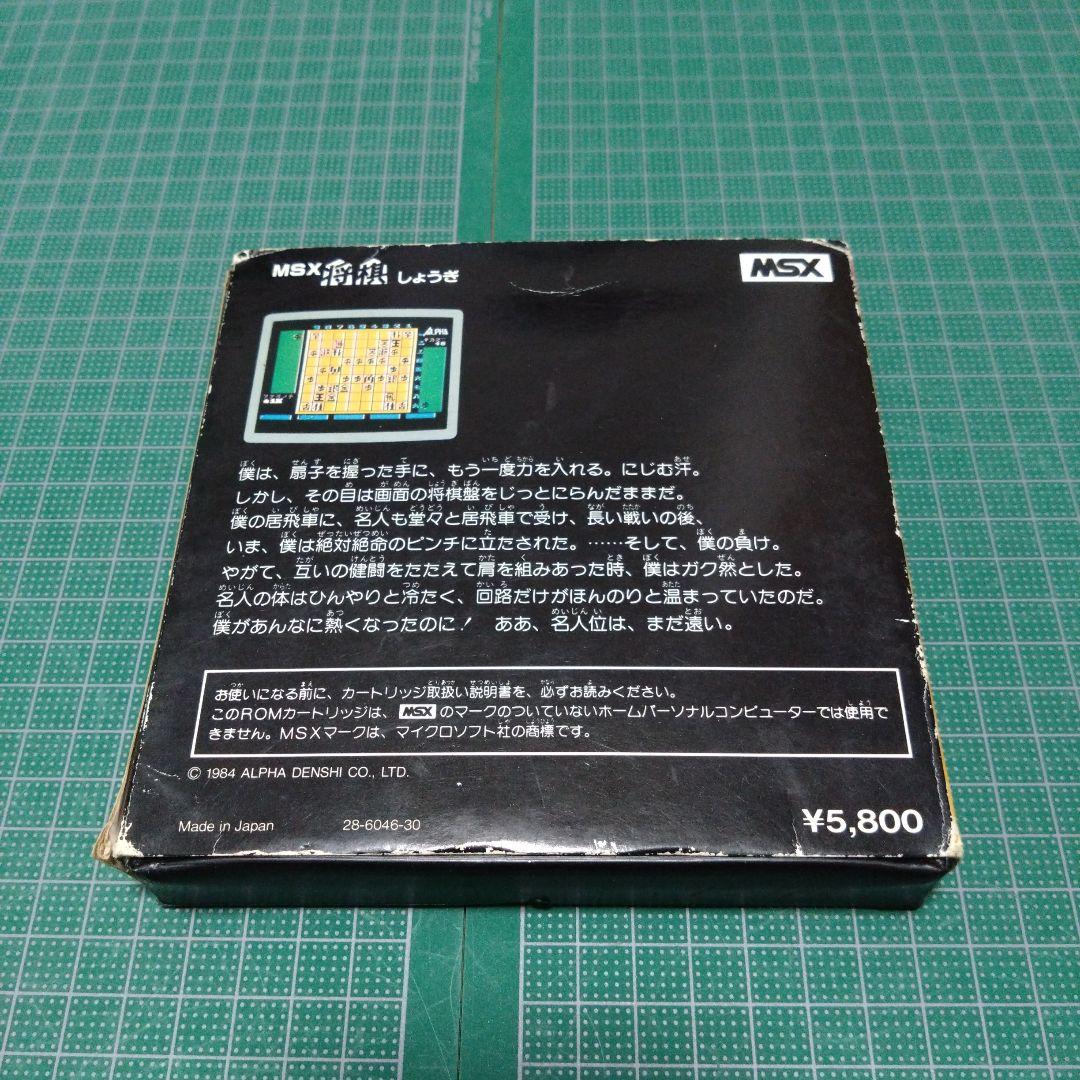 MSX将棋しょうぎ
MSX
僕は、扇子を握った手に、もう一度力を入れる。にじむ汗。
しかし、その目は画面の将棋盤をじっとにらんだままだ。
僕の居飛車に、名人も堂々と居飛車で受け、長い戦いの後、
いま、僕は絶対絶命のピンチに立たされた。……そして、僕の負け。
やがて、互いの健闘をたたえて肩を組みあった時、僕はガク然とした。
名人の体はひんやりと冷たく、回路だけがほんのりと温まっていたのだ。
僕があんなに熱くなったのに! ああ、名人位は、まだ遠い。
お使いになる前に、カートリッジ取扱い説明書を、必ずお読みください。
このROMカートリッジは、MSXのマークのついていないホームパーソナルコンピューターでは使用で
きません。MSXマークは、マイクロソフト社の商標です。
© 1984 ALPHA DENSHI CO., LTD.
Made in Japan 28-6046-30 ¥5,800